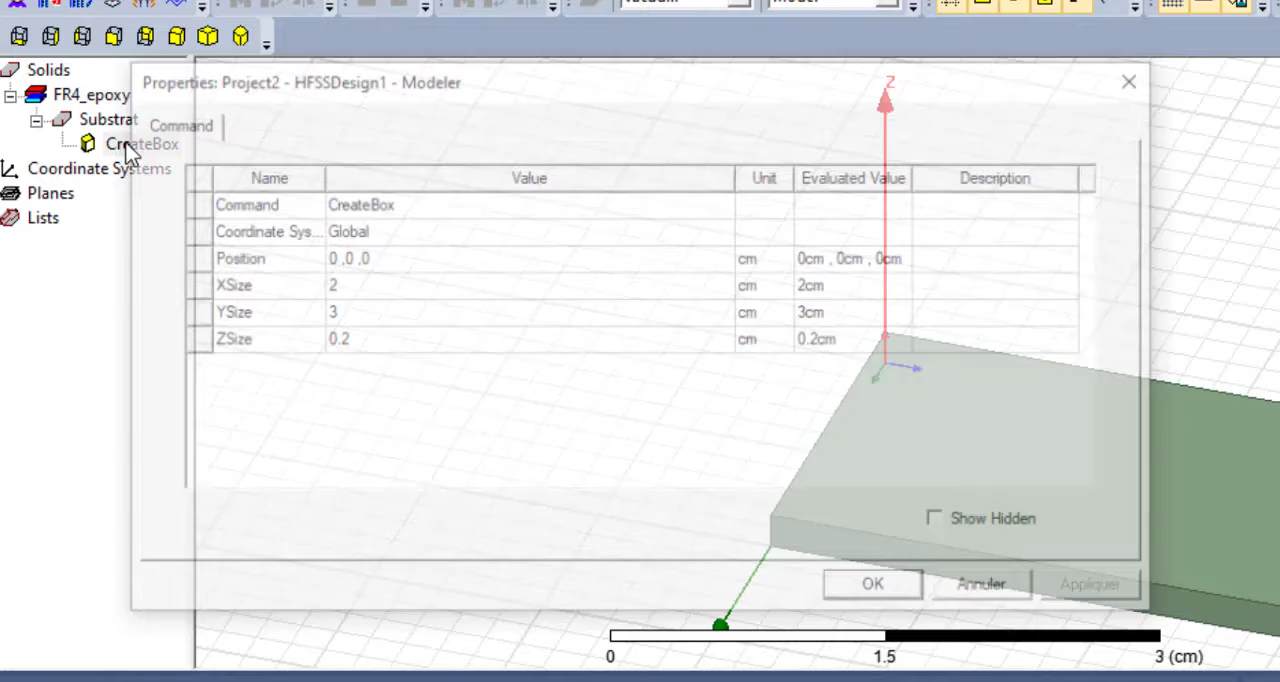 Solids
FR4_epoxy
Substrat
CreateBox
Coordinate Systems
Planes
Lists
Properties: Project2 - HFSSDesign1 - Modeler
Command
Name Value Unit Evaluated Value Description
Command CreateBox
Coordinate Sys... Global
Position 0 ,0 ,0 cm 0cm , 0cm , 0cm
XSize 2 cm 2cm
YSize 3 cm 3cm
ZSize 0.2 cm 0.2cm
Show Hidden
OK Annuler Appliquer
Z
0 1.5 3 (cm)